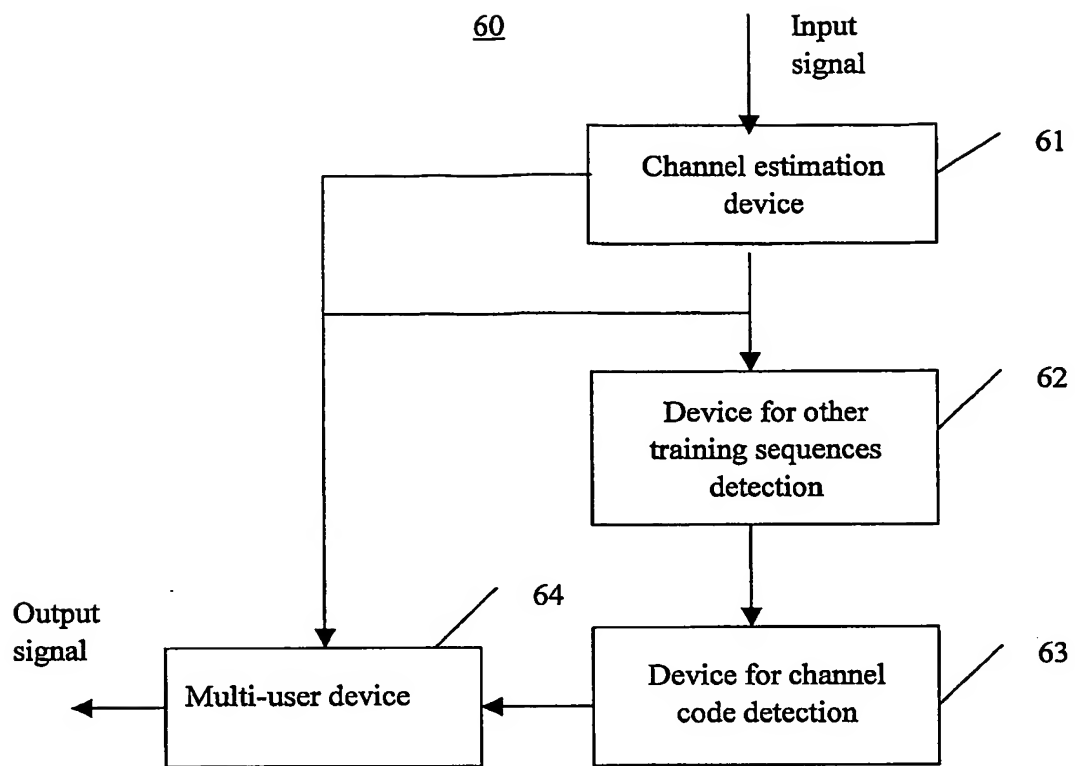 60
Input
signal
61
Channel estimation
device
62
Device for other
training sequences
detection
Output
signal
64
Multi-user device
63
Device for channel
code detection